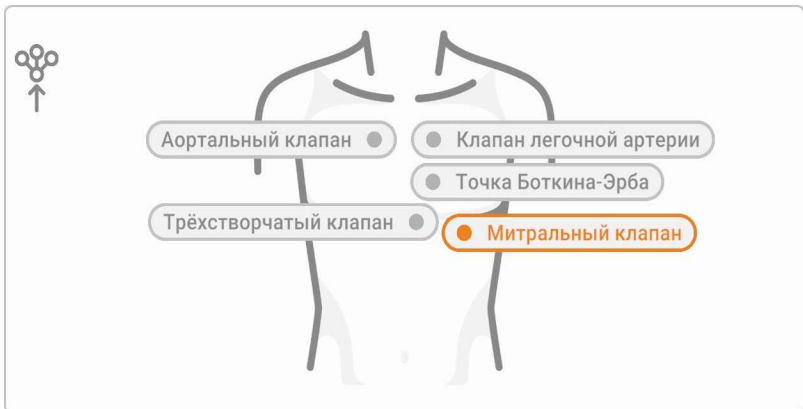 Аортальный клапан
Клапан легочной артерии
Точка Боткина-Эрба
Трёхстворчатый клапан
Митральный клапан